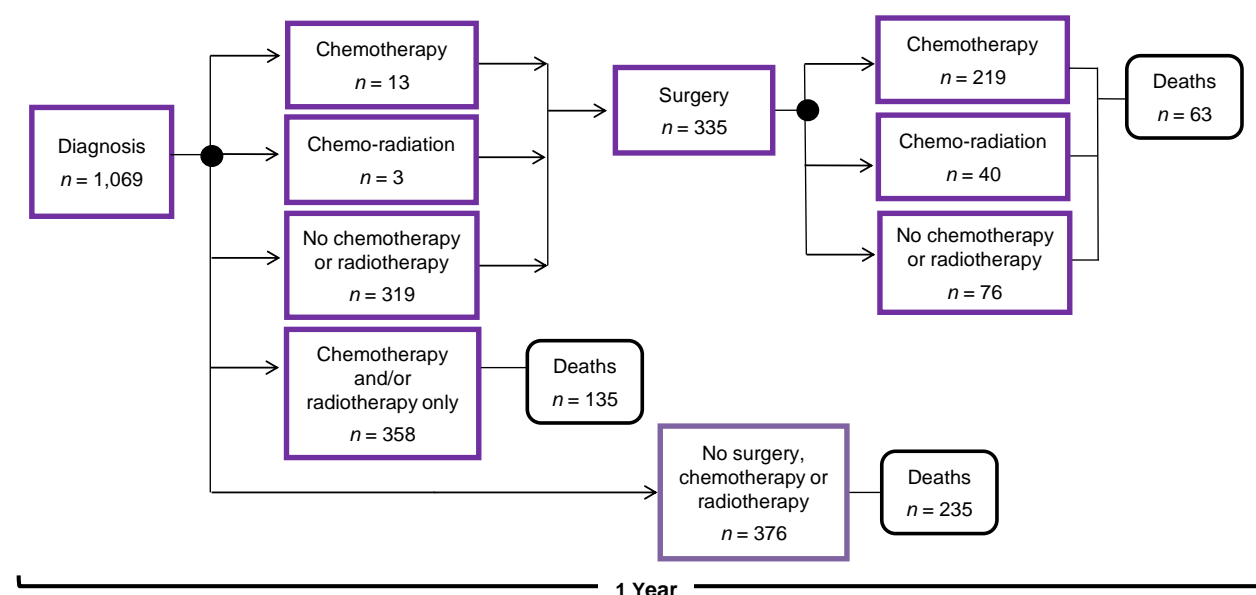 Diagnosis
n = 1,069
Chemotherapy
n = 13
Chemo-radiation
n = 3
No chemotherapy
or radiotherapy
n = 319
Chemotherapy
and/or
radiotherapy only
n = 358
Deaths
n = 135
Surgery
n = 335
Chemotherapy
n = 219
Chemo-radiation
n = 40
No chemotherapy
or radiotherapy
n = 76
Deaths
n = 63
No surgery,
chemotherapy or
radiotherapy
n = 376
Deaths
n = 235
1 Year